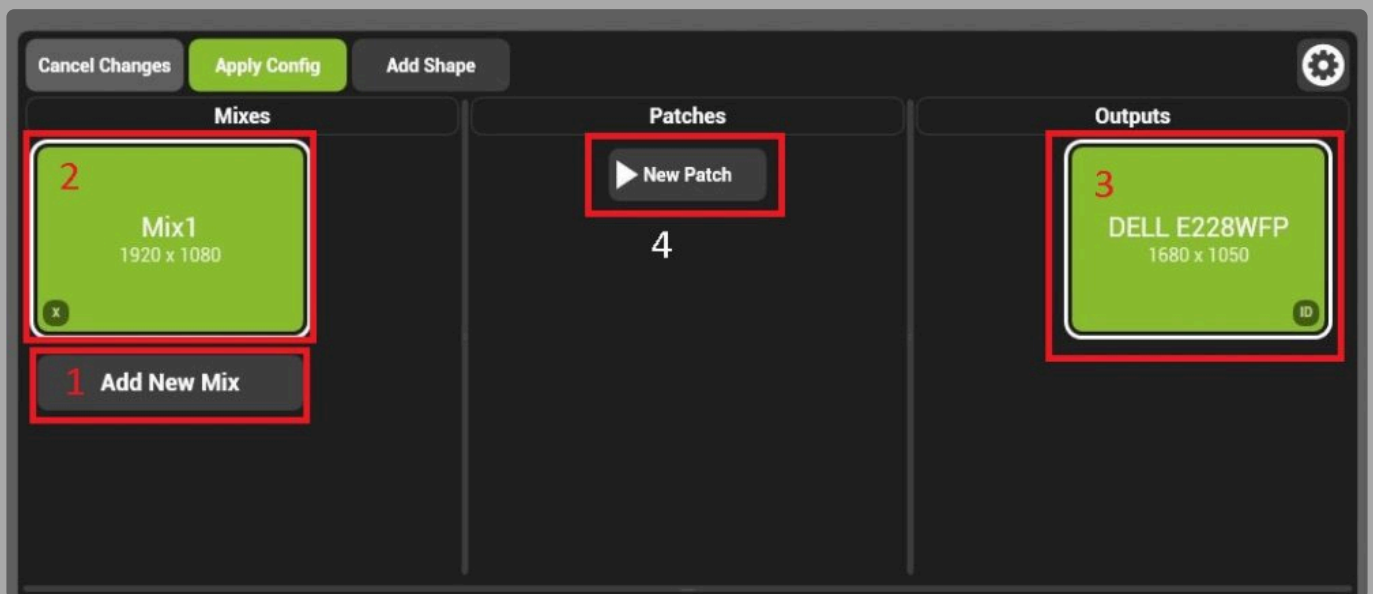 Cancel Changes
Apply Config
Add Shape
Mixes
Patches
Outputs
2
Mix1
1920 x 1080
X
1 Add New Mix
New Patch
4
3
DELL E228WFP
1680 x 1050
ID